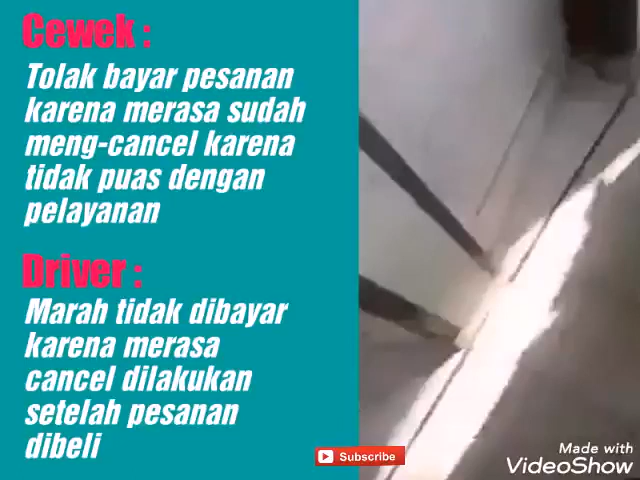 Cewek :
Tolak bayar pesanan
karena merasa sudah
meng-cancel karena
tidak puas dengan
pelayanan
Driver :
Marah tidak dibayar
karena merasa
cancel dilakukan
setelah pesanan
dibeli
Subscribe
Made with
VideoShow